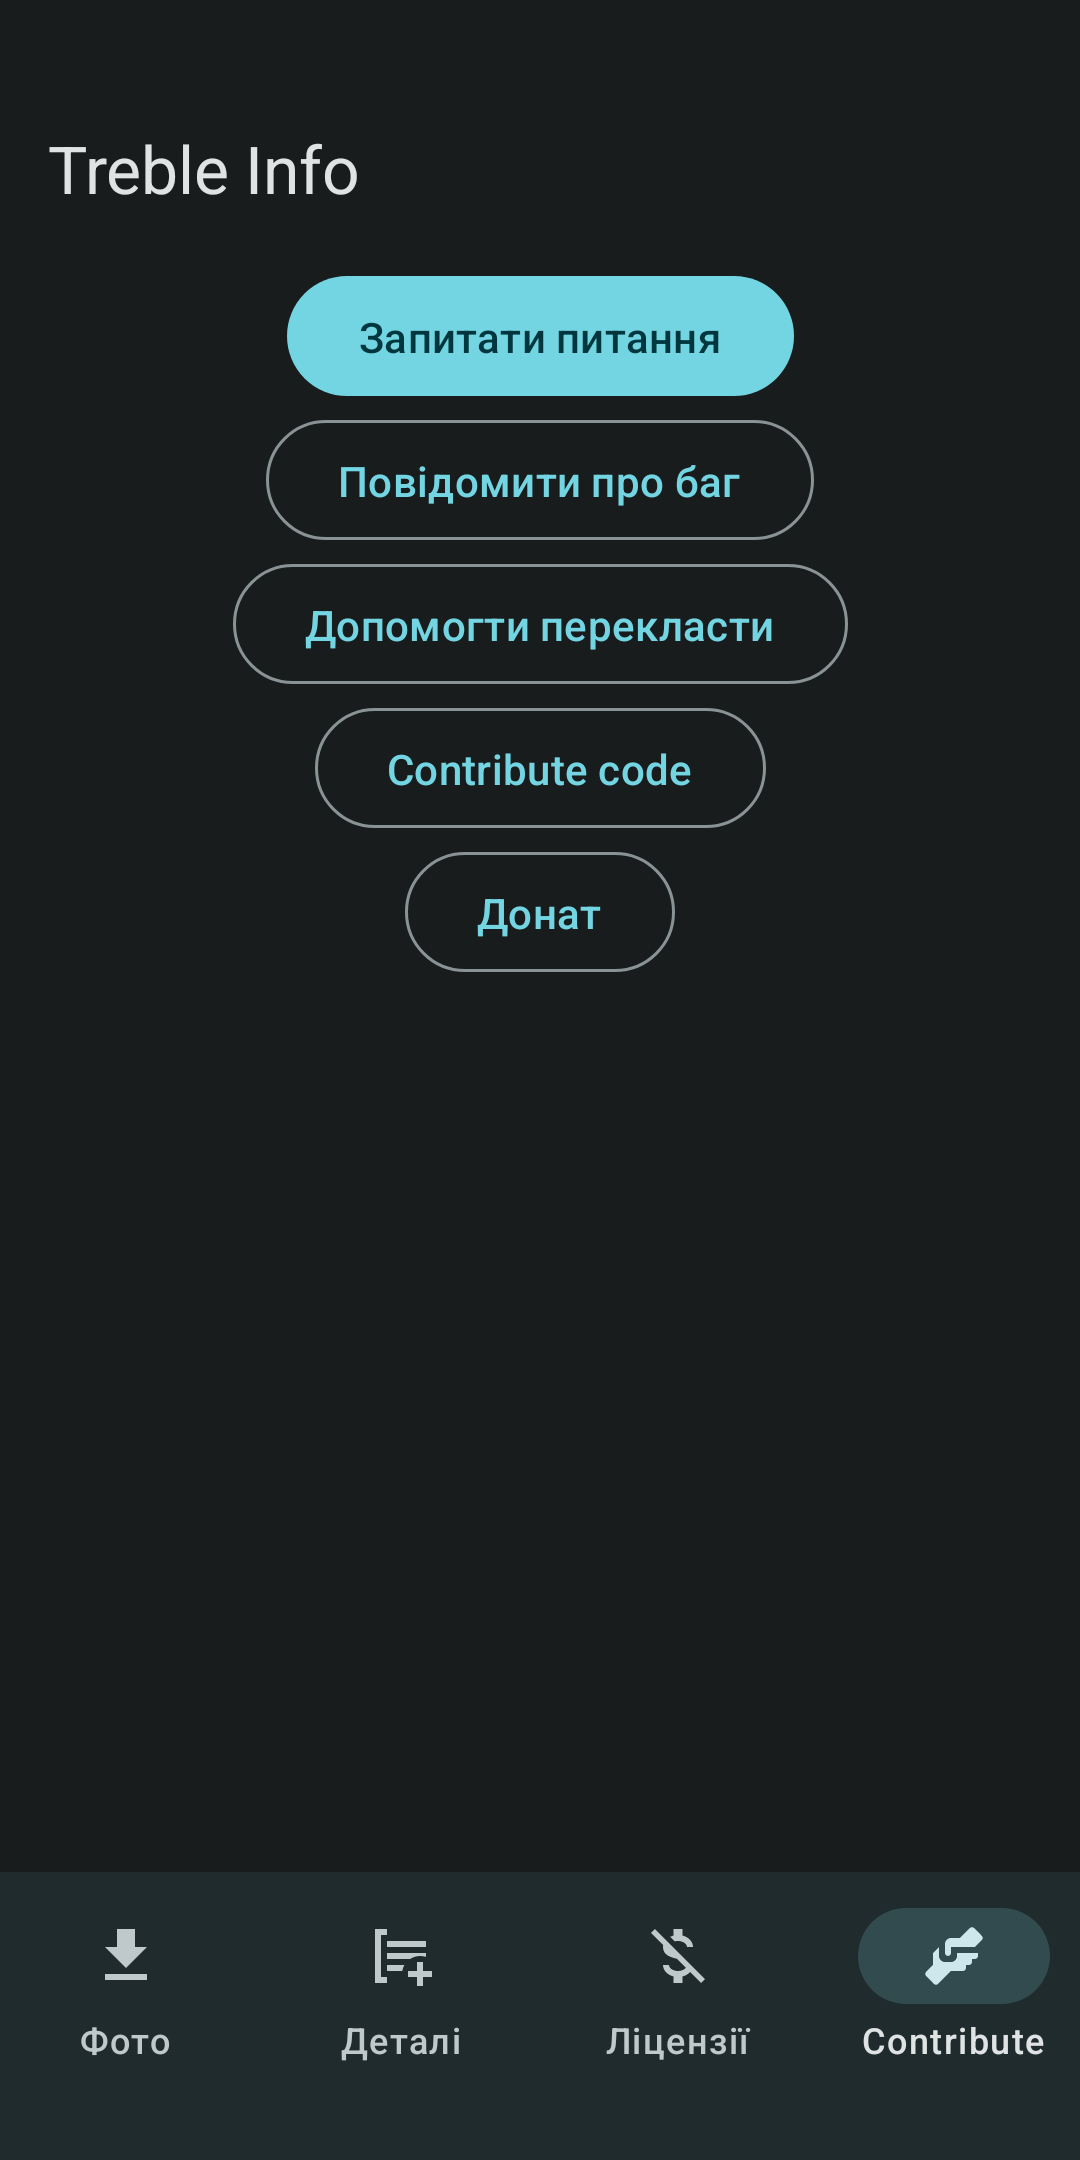 Treble Info
Запитати питання
Повідомити про баг
Допомогти перекласти
Contribute code
Донат
Фото
Деталі
Ліцензії
Contribute